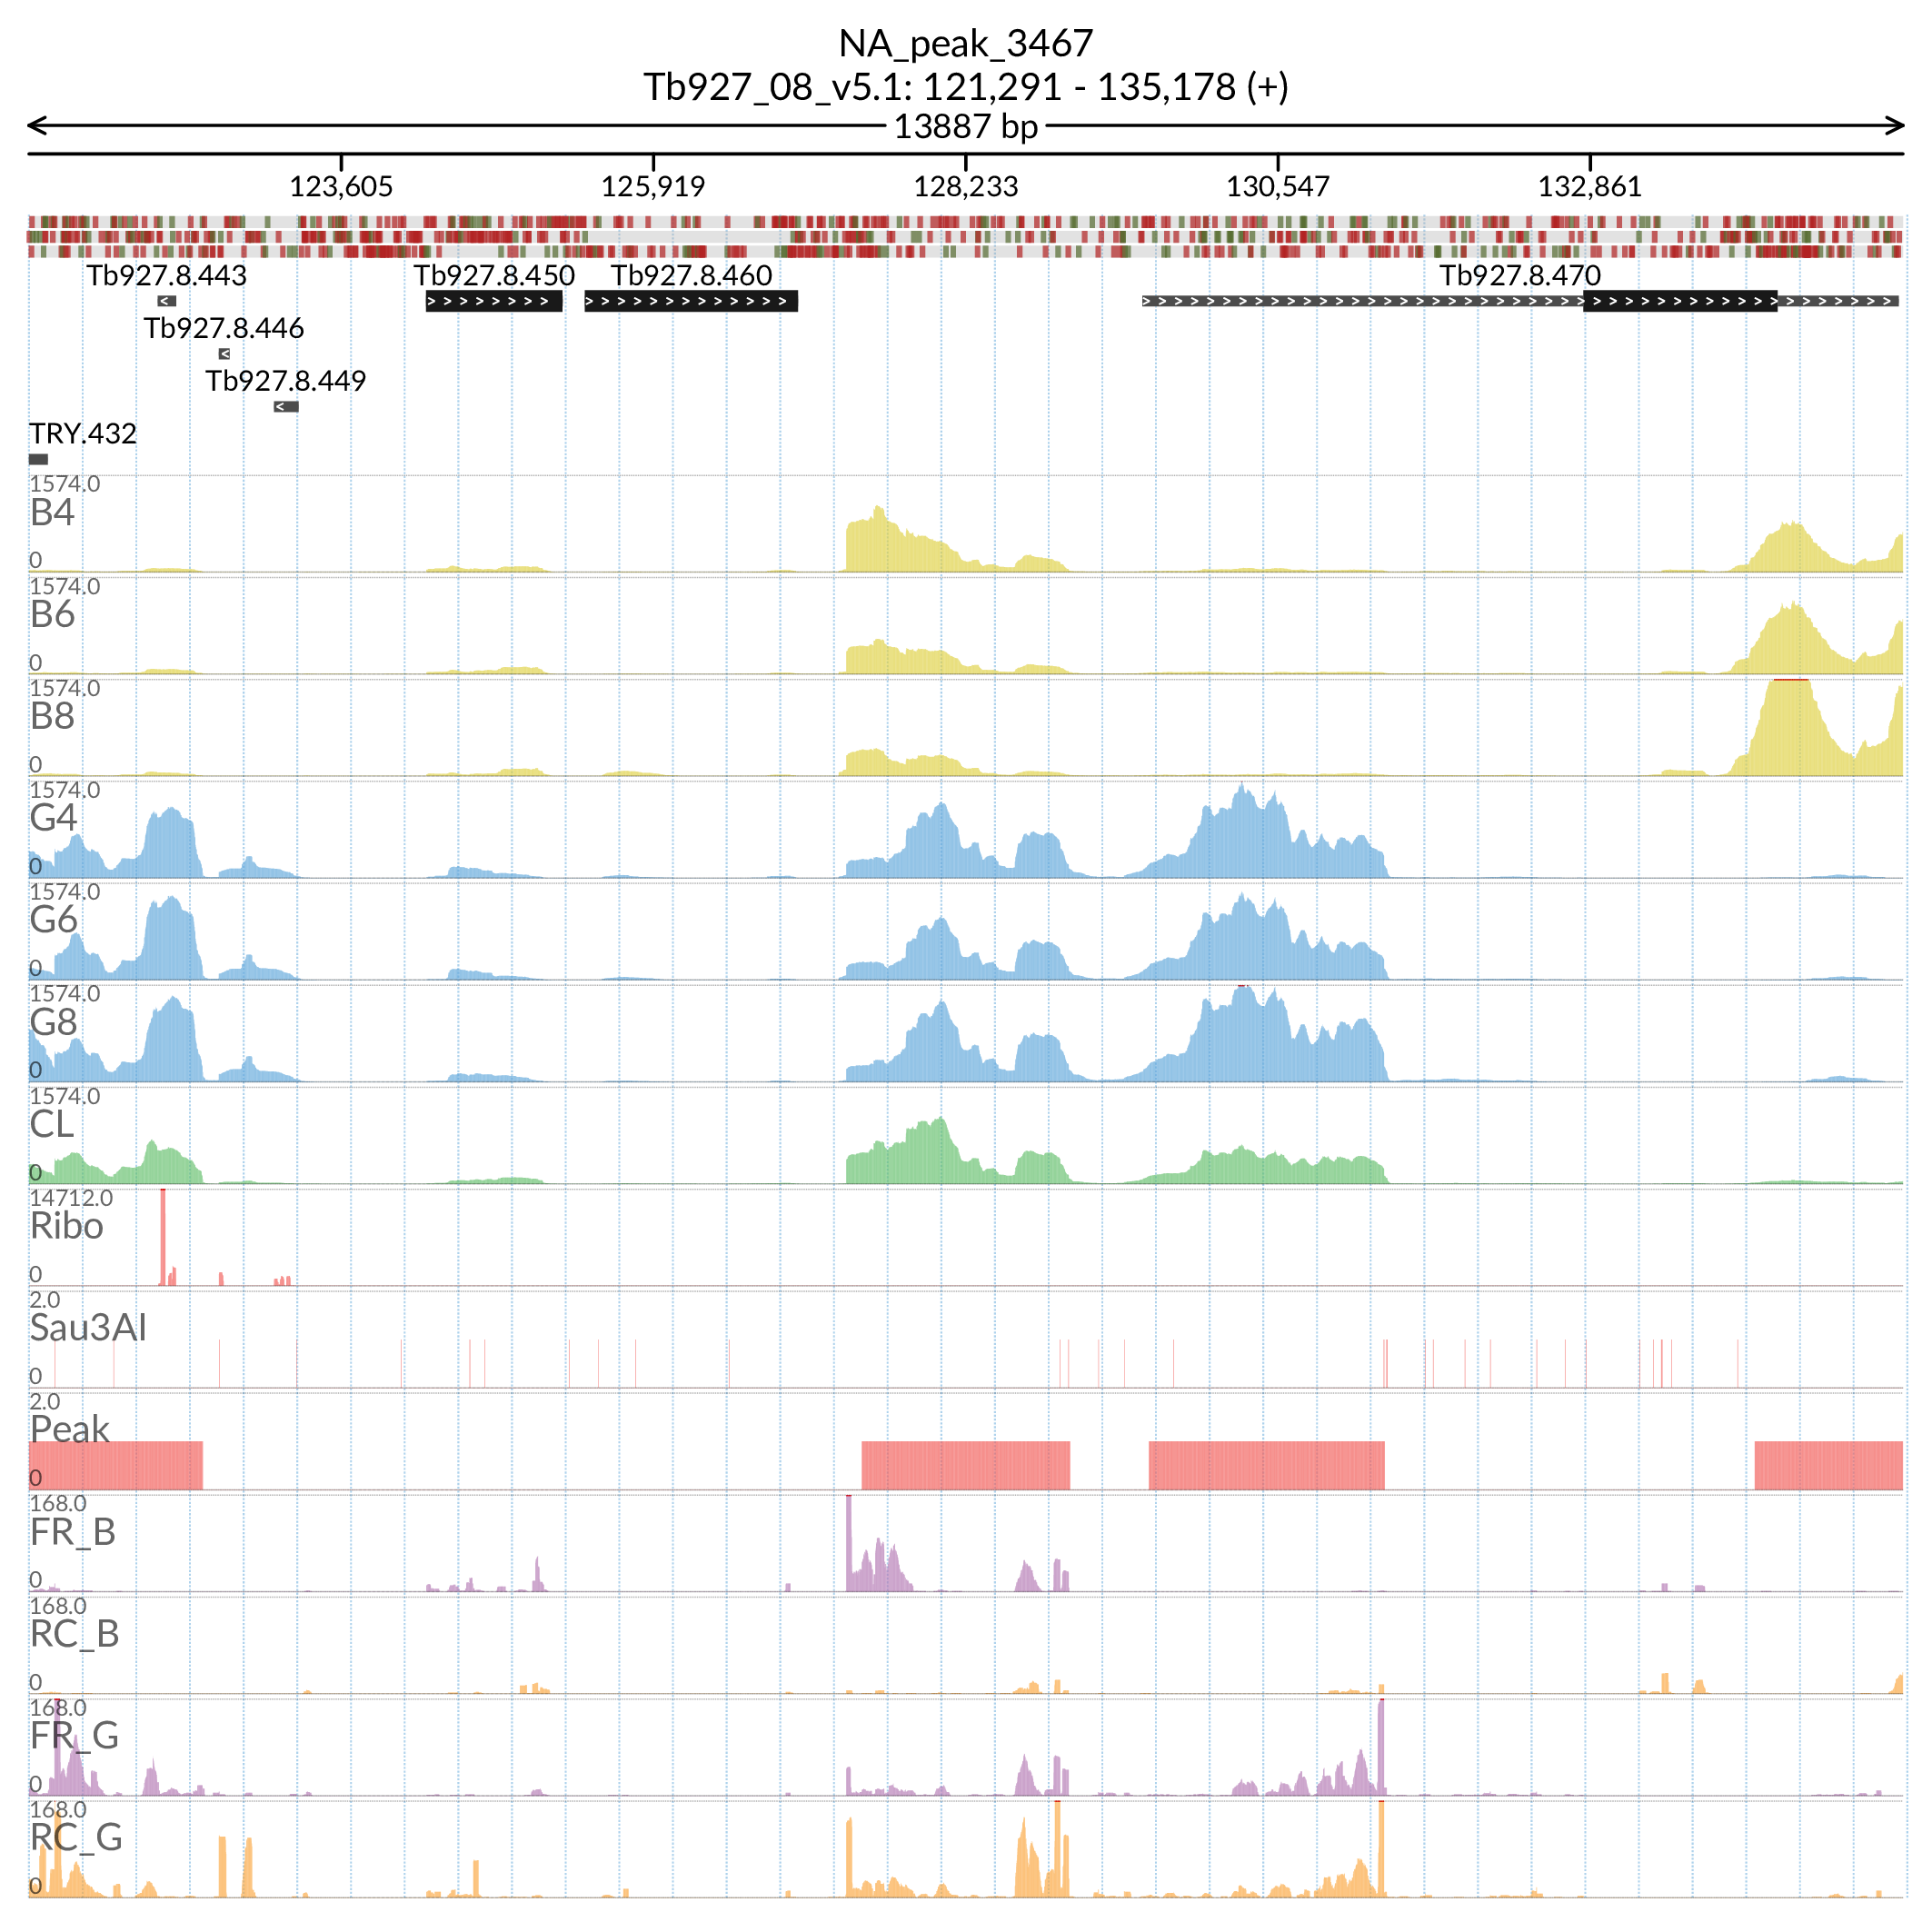 NA_peak_3467
Tb927_08_v5.1: 121,291 - 135,178 (+)
13887 bp
123,605 125,919 128,233 130,547 132,861
Tb927.8.443 Tb927.8.450 Tb927.8.460 Tb927.8.470
Tb927.8.446
Tb927.8.449
TRY.432
1574.0
B4
0
1574.0
B6
0
1574.0
B8
0
1574.0
G4
0
1574.0
G6
0
1574.0
G8
0
1574.0
CL
0
14712.0
Ribo
0
2.0
Sau3AI
0
2.0
Peak
0
168.0
FR_B
0
168.0
RC_B
0
168.0
FR_G
0
168.0
RC_G
0